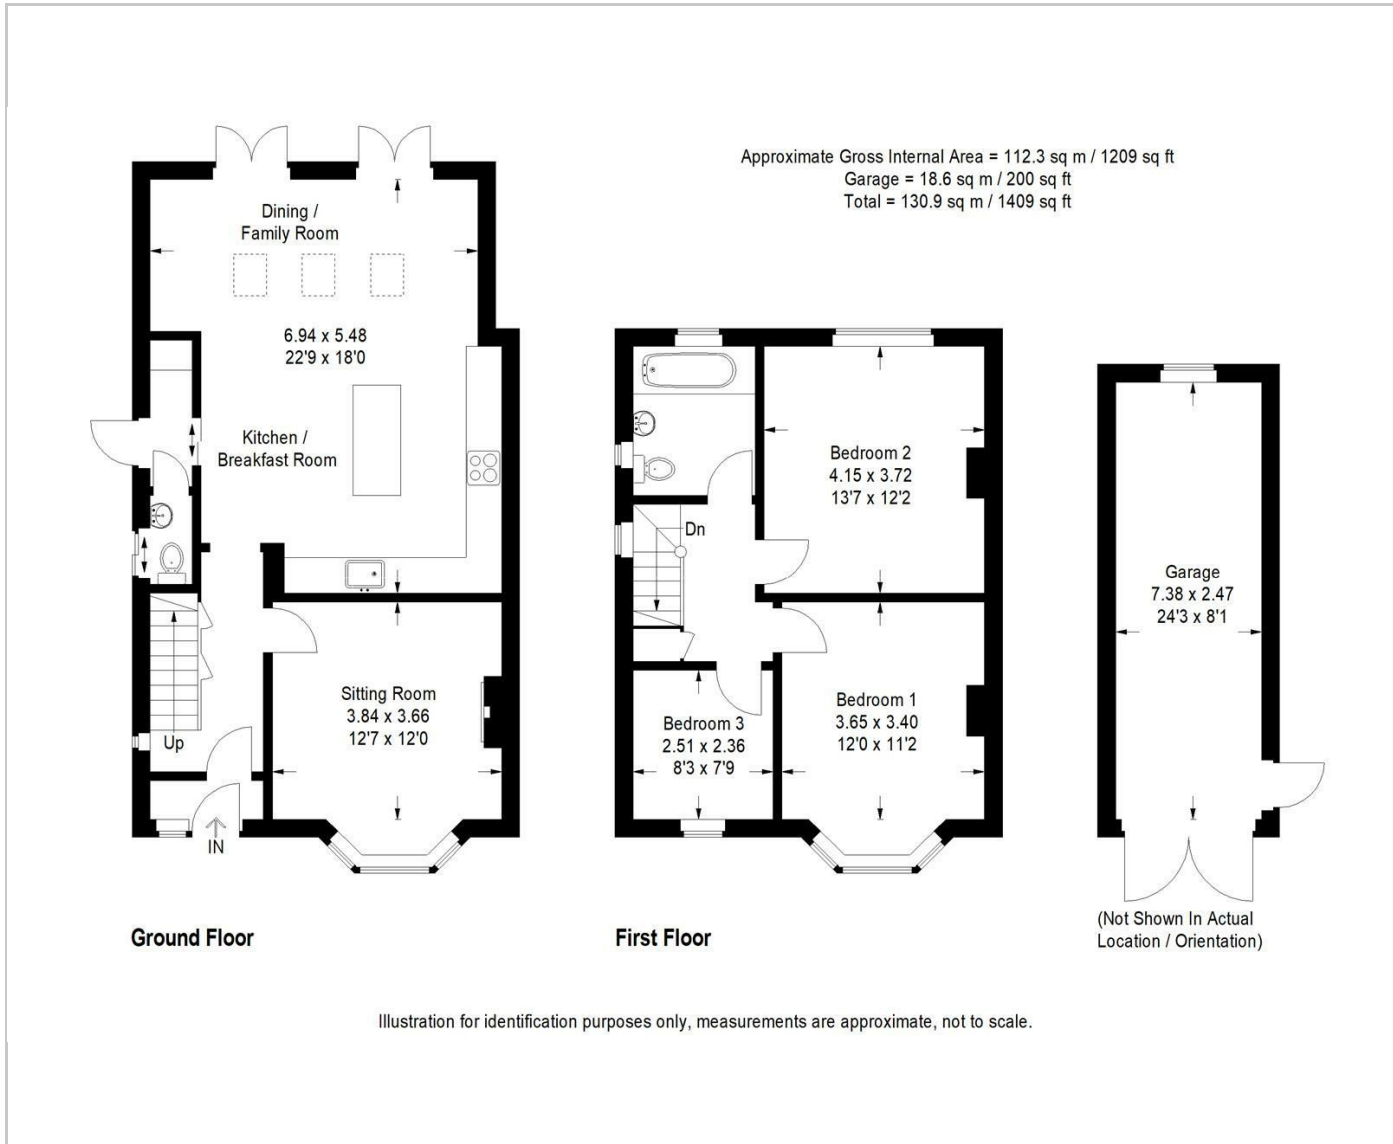 Approximate Gross Internal Area = 112.3 sq m / 1209 sq ft
Garage = 18.6 sq m / 200 sq ft
Total = 130.9 sq m / 1409 sq ft
Dining /
Family Room
6.94 x 5.48
22'9 x 18'0
Kitchen /
Breakfast Room
Sitting Room
3.84 x 3.66
12'7 x 12'0
Up
IN
Ground Floor
Bedroom 2
4.15 x 3.72
13'7 x 12'2
Dn
Bedroom 1
3.65 x 3.40
12'0 x 11'2
Bedroom 3
2.51 x 2.36
8'3 x 7'9
First Floor
Garage
7.38 x 2.47
24'3 x 8'1
(Not Shown In Actual
Location / Orientation)
Illustration for identification purposes only, measurements are approximate, not to scale.